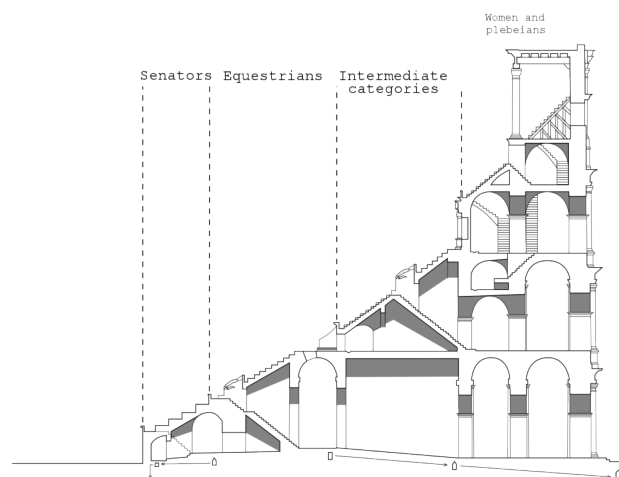 Women and
plebeians
Senators Equestrians Intermediate
categories